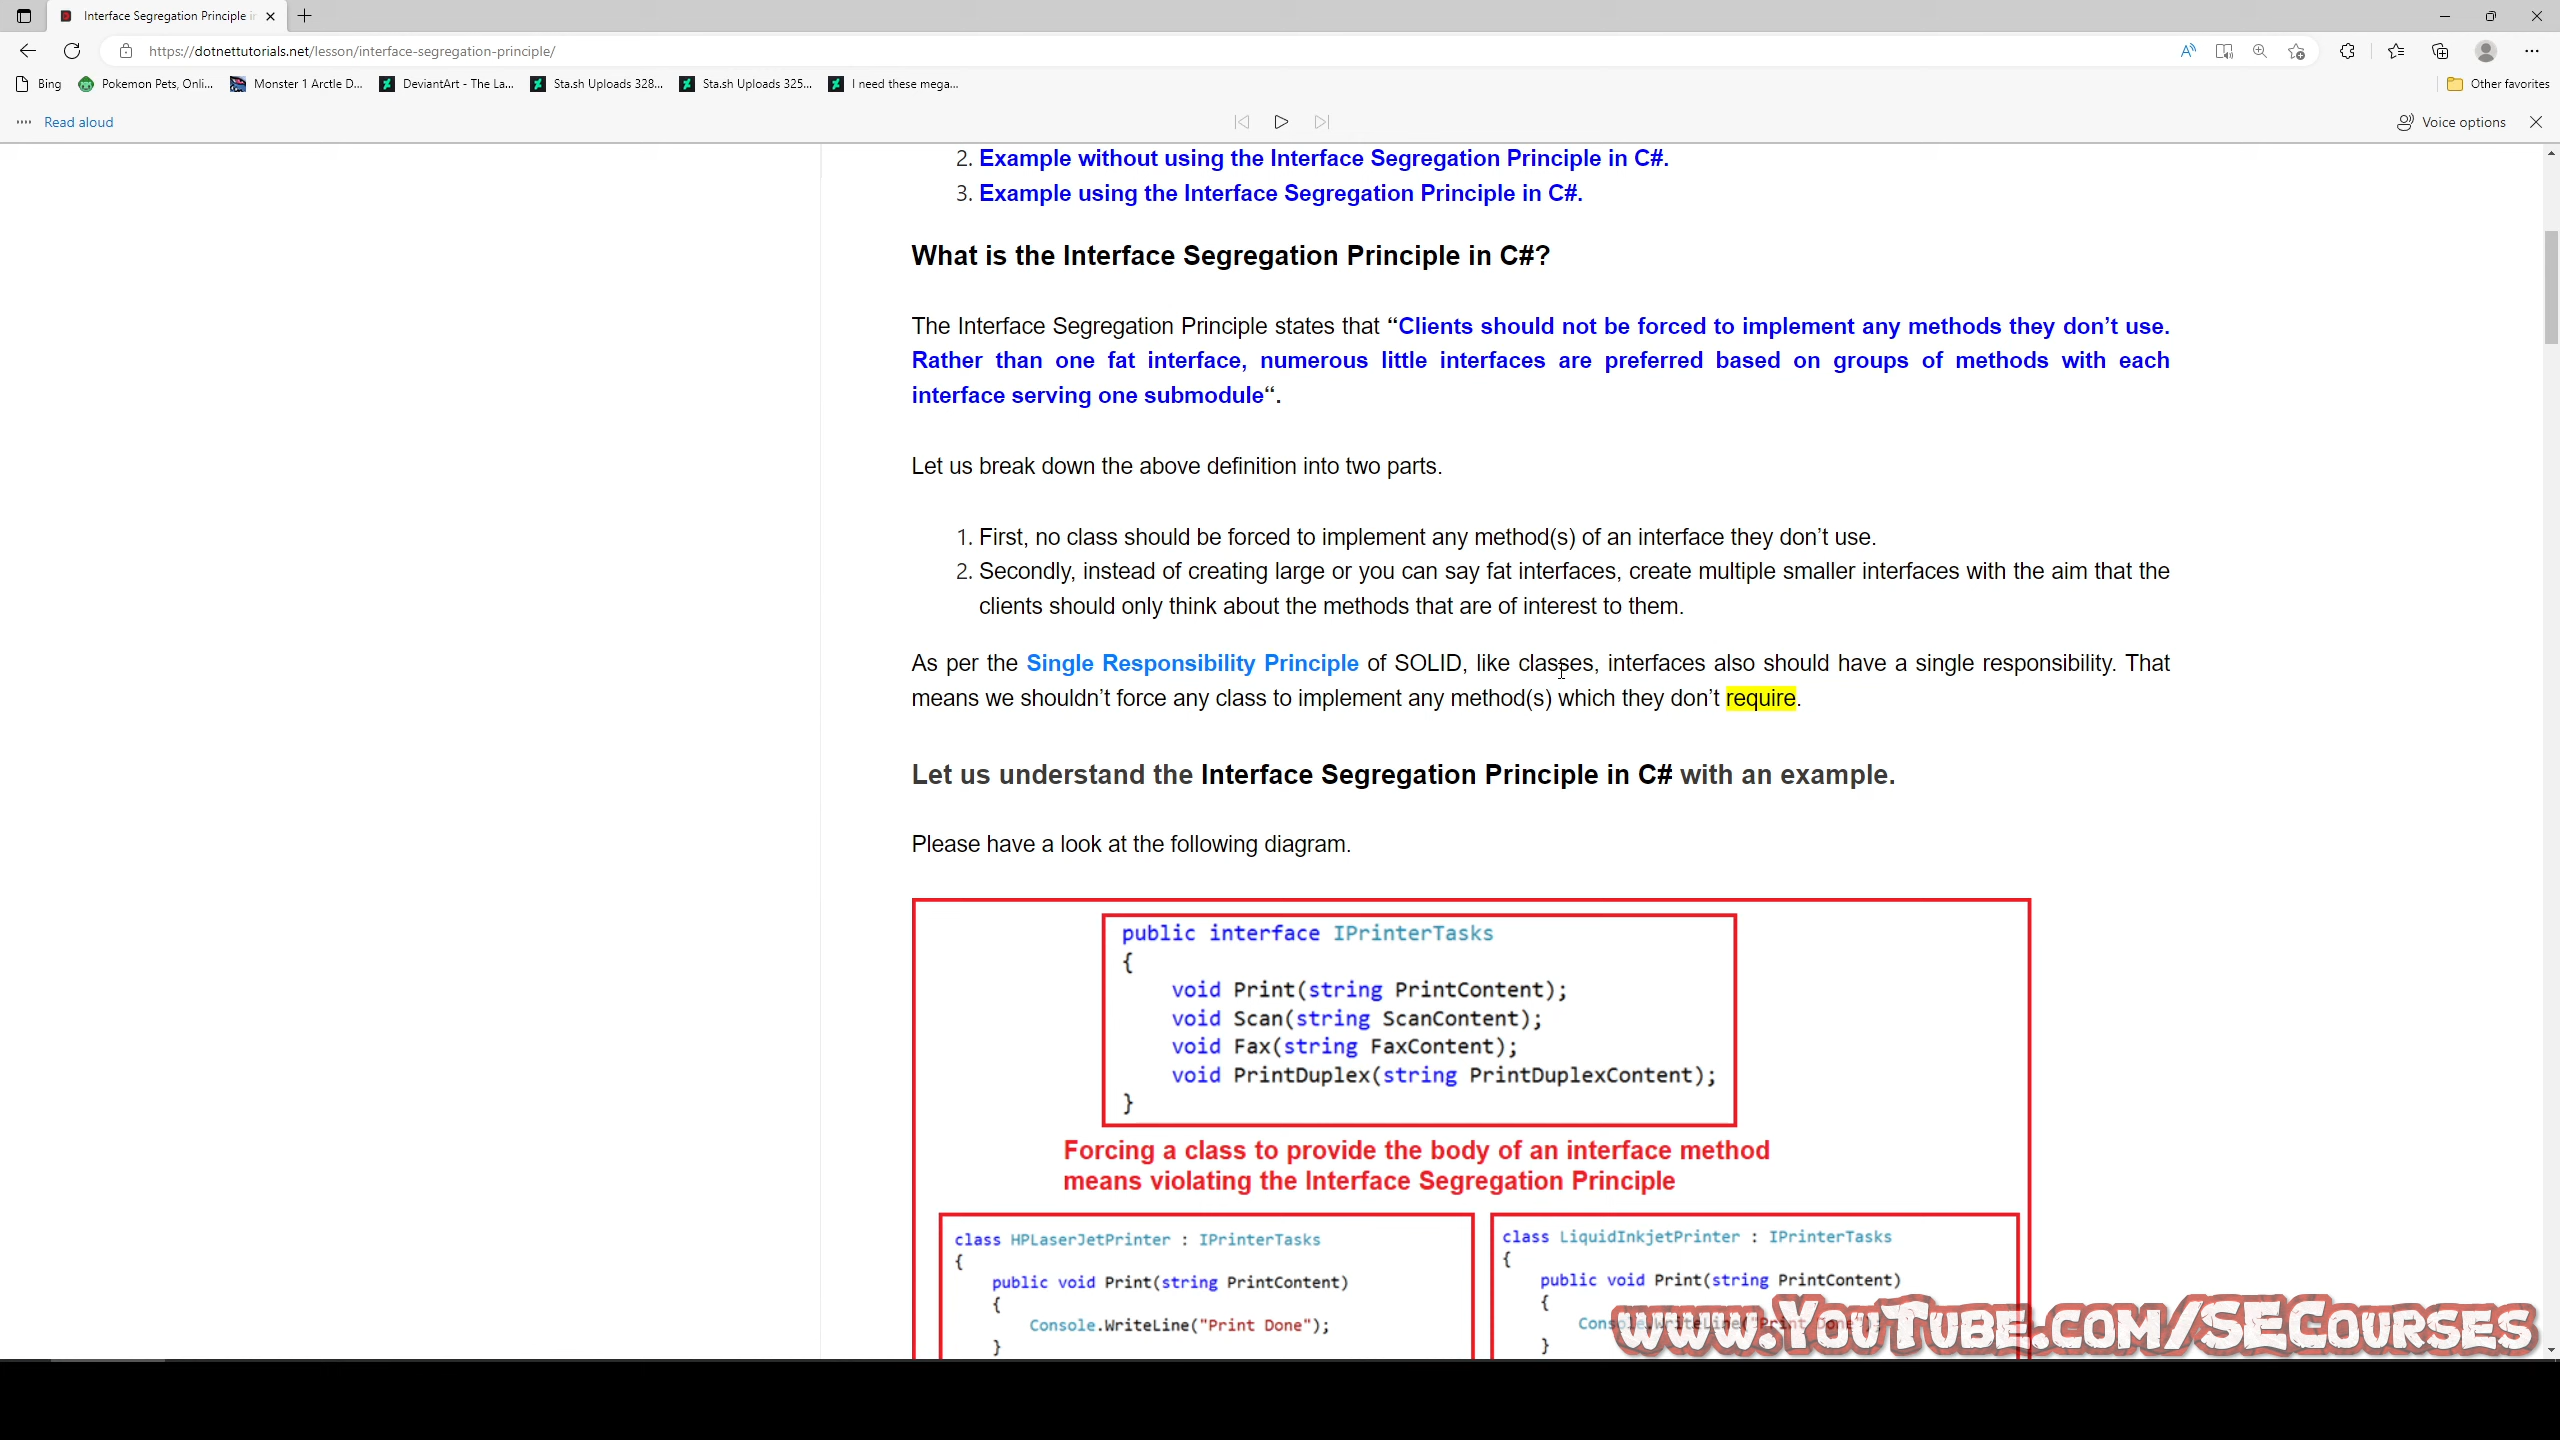 Interface Segregation Principle in
https://dotnettutorials.net/lesson/interface-segregation-principle/
Bing
Pokemon Pets, Onli...
Monster 1 Arctle D...
DeviantArt - The La...
Sta.sh Uploads 328...
Sta.sh Uploads 325...
I need these mega...
Other favorites
Read aloud
Voice options
2. Example without using the Interface Segregation Principle in C#.
3. Example using the Interface Segregation Principle in C#.
What is the Interface Segregation Principle in C#?
The Interface Segregation Principle states that “Clients should not be forced to implement any methods they don’t use.
Rather than one fat interface, numerous little interfaces are preferred based on groups of methods with each
interface serving one submodule“.
Let us break down the above definition into two parts.
1. First, no class should be forced to implement any method(s) of an interface they don’t use.
2. Secondly, instead of creating large or you can say fat interfaces, create multiple smaller interfaces with the aim that the
clients should only think about the methods that are of interest to them.
As per the Single Responsibility Principle of SOLID, like classes, interfaces also should have a single responsibility. That
means we shouldn’t force any class to implement any method(s) which they don’t require.
Let us understand the Interface Segregation Principle in C# with an example.
Please have a look at the following diagram.
public interface IPrinterTasks
{
void Print(string PrintContent);
void Scan(string ScanContent);
void Fax(string FaxContent);
void PrintDuplex(string PrintDuplexContent);
}
Forcing a class to provide the body of an interface method
means violating the Interface Segregation Principle
class HPLaserJetPrinter : IPrinterTasks
{
public void Print(string PrintContent)
{
Console.WriteLine("Print Done");
}
class LiquidInkjetPrinter : IPrinterTasks
{
public void Print(string PrintContent)
{
Console.WriteLine("Print Done");
}
www.YouTube.com/SECourses